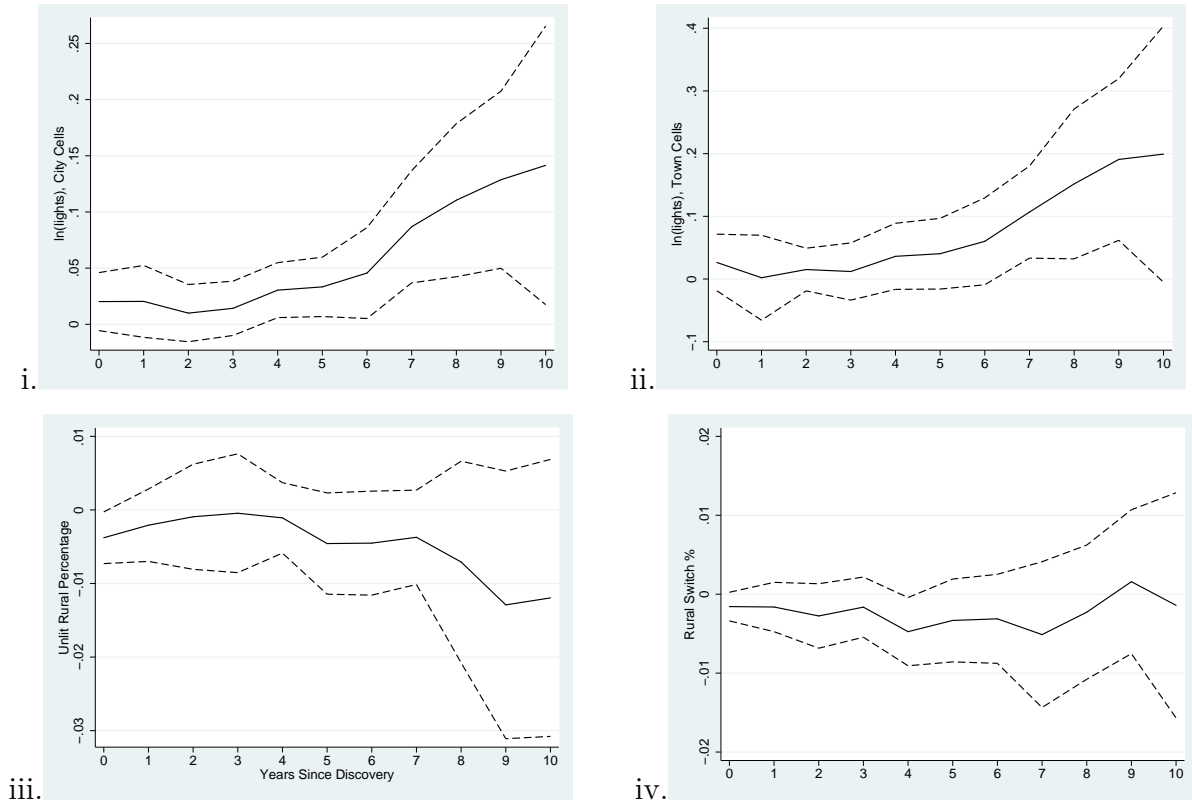 ln(lights), City Cells
.25
.2
.15
.1
.05
0
0 1 2 3 4 5 6 7 8 9 10
i.
ln(lights), Town Cells
.4
.3
.2
.1
0
-.1
0 1 2 3 4 5 6 7 8 9 10
ii.
Unlit Rural Percentage
.01
0
-.01
-.02
-.03
0 1 2 3 4 5 6 7 8 9 10
Years Since Discovery
iii.
Rural Switch %
.02
.01
0
-.01
-.02
0 1 2 3 4 5 6 7 8 9 10
iv.